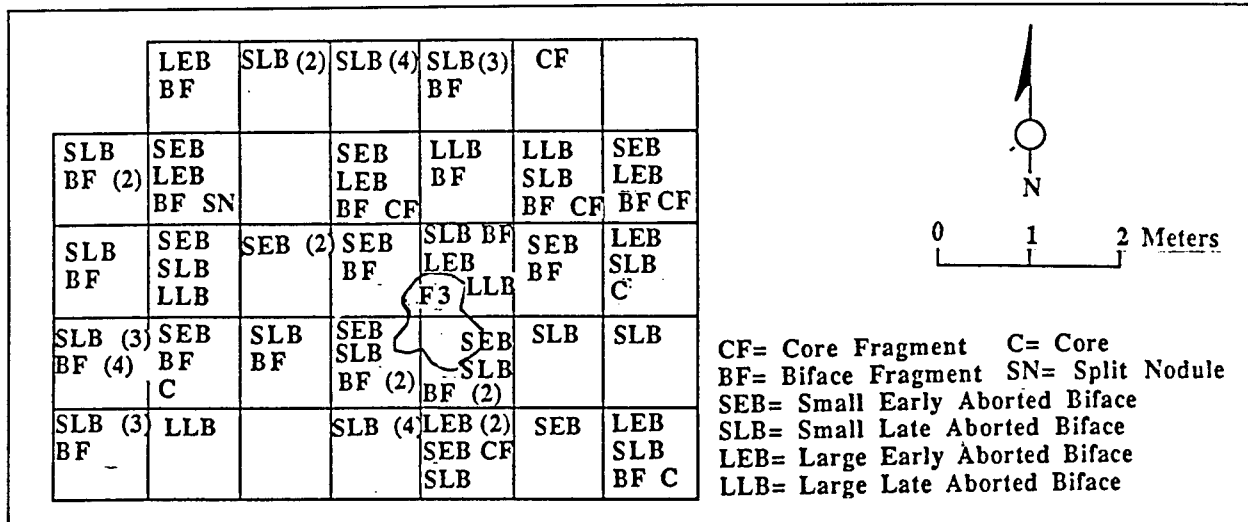 LEB
BF
SLB (2)
SLB (4)
SLB (3)
BF
CF
SLB
BF (2)
SEB
LEB
BF SN
SEB
LEB
BF CF
LLB
BF
LLB
SLB
BF CF
SEB
LEB
BF CF
SLB
BF
SEB
SLB
LLB
SEB (2)
SEB
BF
SLB BF
LEB
LLB
F3
SEB
BF
LEB
SLB
C
SLB (3)
BF (4)
SEB
BF
C
SLB
BF
SEB
SLB
BF (2)
SEB
SLB
BF (2)
SLB
SLB
SLB (3)
BF
LLB
SLB (4)
LEB (2)
SEB CF
SLB
SEB
LEB
SLB
BF C
N
0 1 2 Meters
CF= Core Fragment C= Core
BF= Biface Fragment SN= Split Nodule
SEB= Small Early Aborted Biface
SLB= Small Late Aborted Biface
LEB= Large Early Aborted Biface
LLB= Large Late Aborted Biface